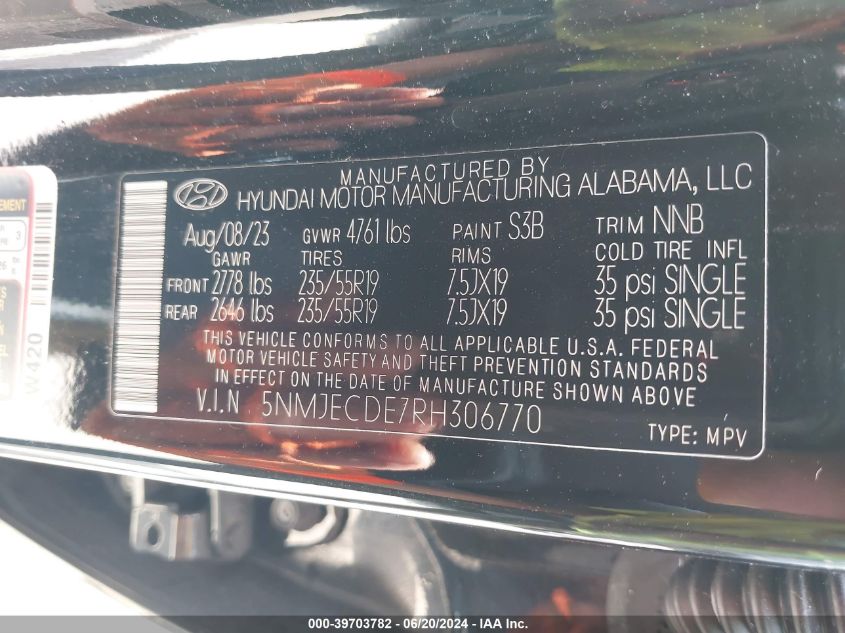 MANUFACTURED BY
HYUNDAI MOTOR MANUFACTURING ALABAMA, LLC
Aug/08/23 GVWR 4761 lbs PAINT S3B TRIM NNB
GAWR TIRES RIMS COLD TIRE INFL
FRONT 2778 lbs 235/55R19 7.5JX19 35 psi SINGLE
REAR 2646 lbs 235/55R19 7.5JX19 35 psi SINGLE
THIS VEHICLE CONFORMS TO ALL APPLICABLE U.S.A. FEDERAL
MOTOR VEHICLE SAFETY AND THEFT PREVENTION STANDARDS
IN EFFECT ON THE DATE OF MANUFACTURE SHOWN ABOVE.
V.I.N 5NMJECDE7RH306770
TYPE: MPV
W420
000-39703782 - 06/20/2024 - IAA Inc.